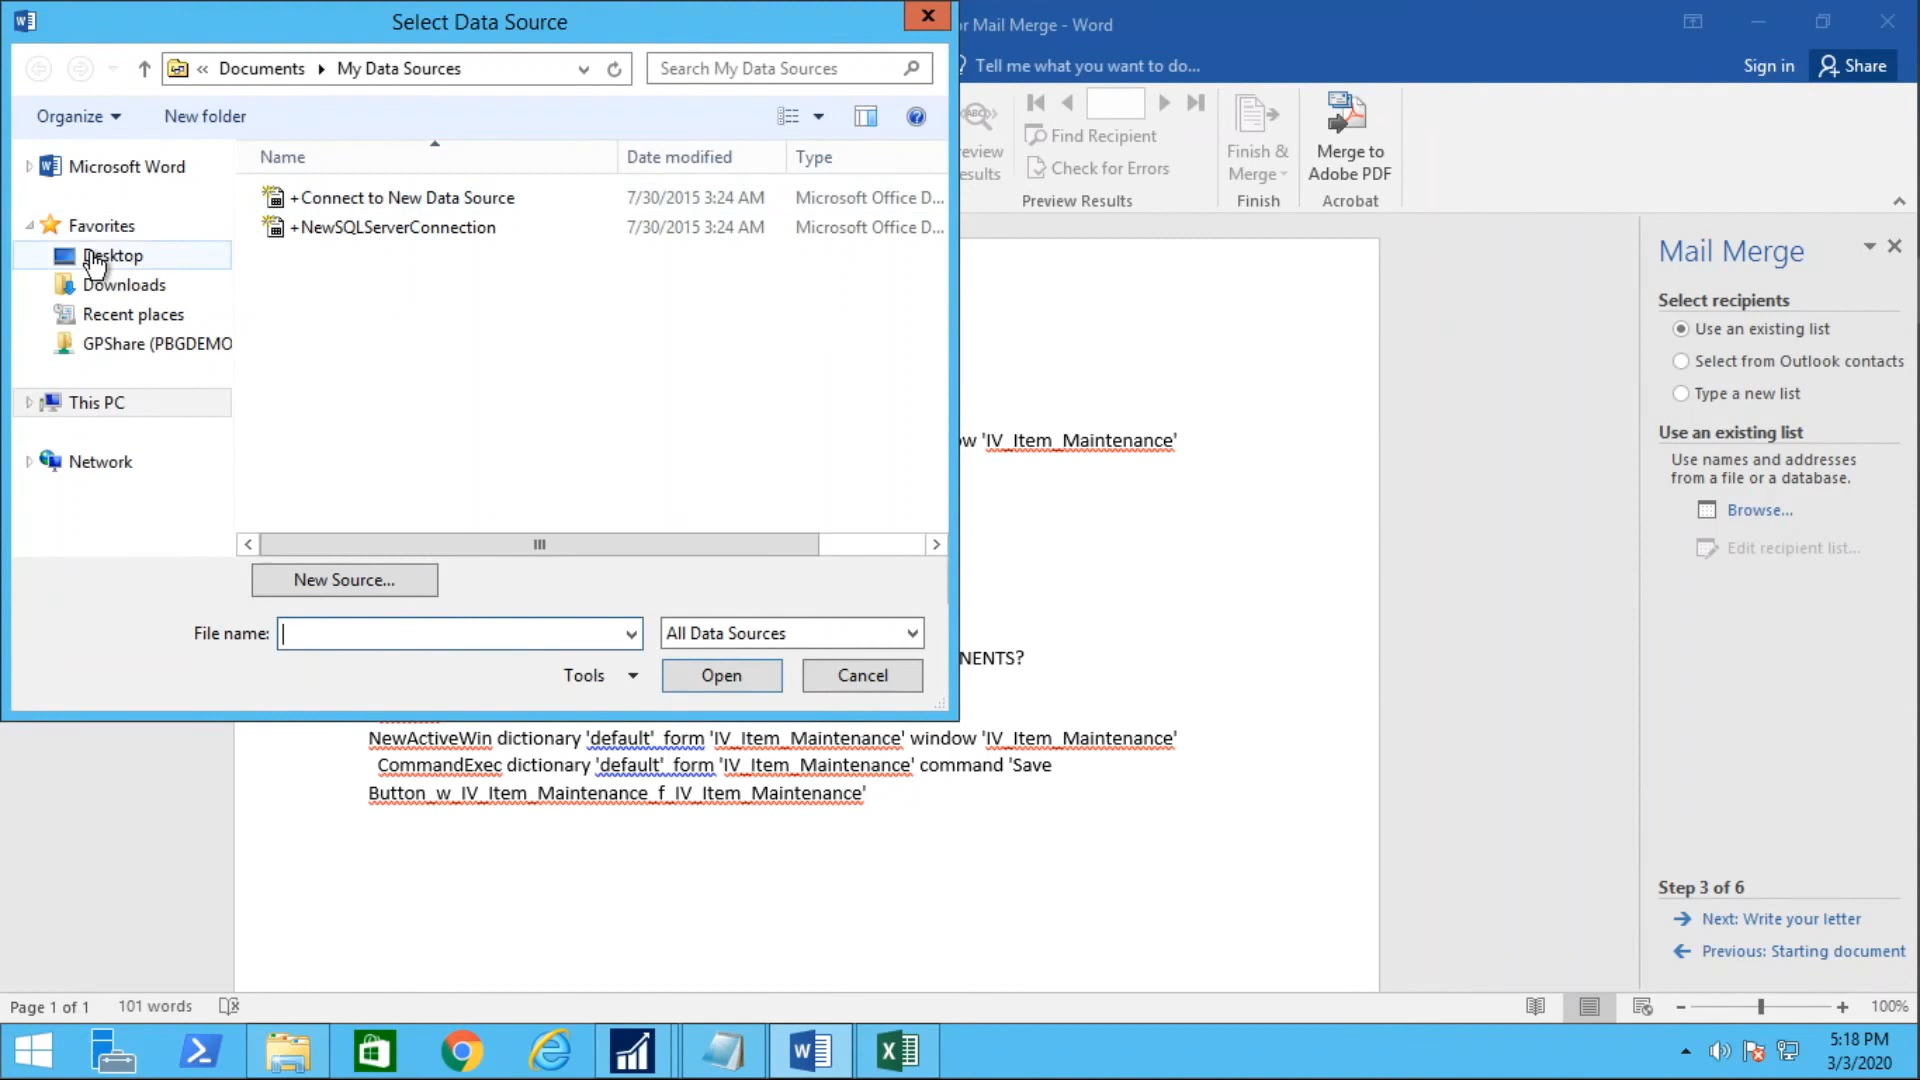 Select Data Source
or Mail Merge - Word
« Documents My Data Sources
Search My Data Sources
Tell me what you want to do...
Sign in
Share
Organize
New folder
Find Recipient
Check for Errors
Preview Results
Finish &
Merge
Finish
Merge to
Adobe PDF
Acrobat
Microsoft Word
Favorites
Desktop
Downloads
Recent places
GPShare (PBGDEMO
This PC
Network
Name
Date modified
Type
+Connect to New Data Source
7/30/2015 3:24 AM
Microsoft Office D...
+NewSQLServerConnection
7/30/2015 3:24 AM
Microsoft Office D...
New Source...
File name:
All Data Sources
Tools
Open
Cancel
ow 'IV_Item_Maintenance'
NENTS?
NewActiveWin dictionary 'default' form 'IV_Item_Maintenance' window 'IV_Item_Maintenance'
CommandExec dictionary 'default' form 'IV_Item_Maintenance' command 'Save
Button_w_IV_Item_Maintenance_f_IV_Item_Maintenance'
Mail Merge
Select recipients
Use an existing list
Select from Outlook contacts
Type a new list
Use an existing list
Use names and addresses
from a file or a database.
Browse...
Edit recipient list...
Step 3 of 6
Next: Write your letter
Previous: Starting document
Page 1 of 1
101 words
100%
5:18 PM
3/3/2020